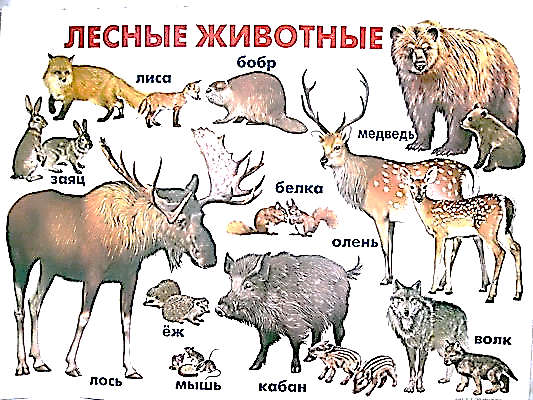 ЛЕСНЫЕ ЖИВОТНЫЕ
бобр
лиса
медведь
заяц
белка
олень
ёж
волк
лось
мышь
кабан